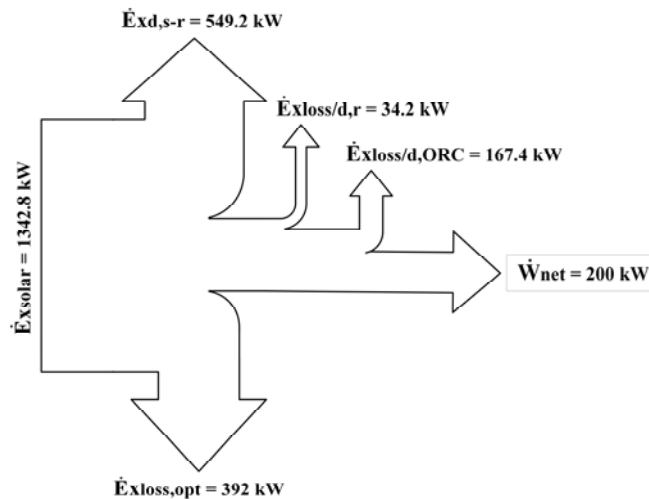 Ėxd,s-r = 549.2 kW
Ėxloss/d,r = 34.2 kW
Ėxloss/d,ORC = 167.4 kW
Ėxsolar = 1342.8 kW
Ẇnet = 200 kW
Ėxloss,opt = 392 kW